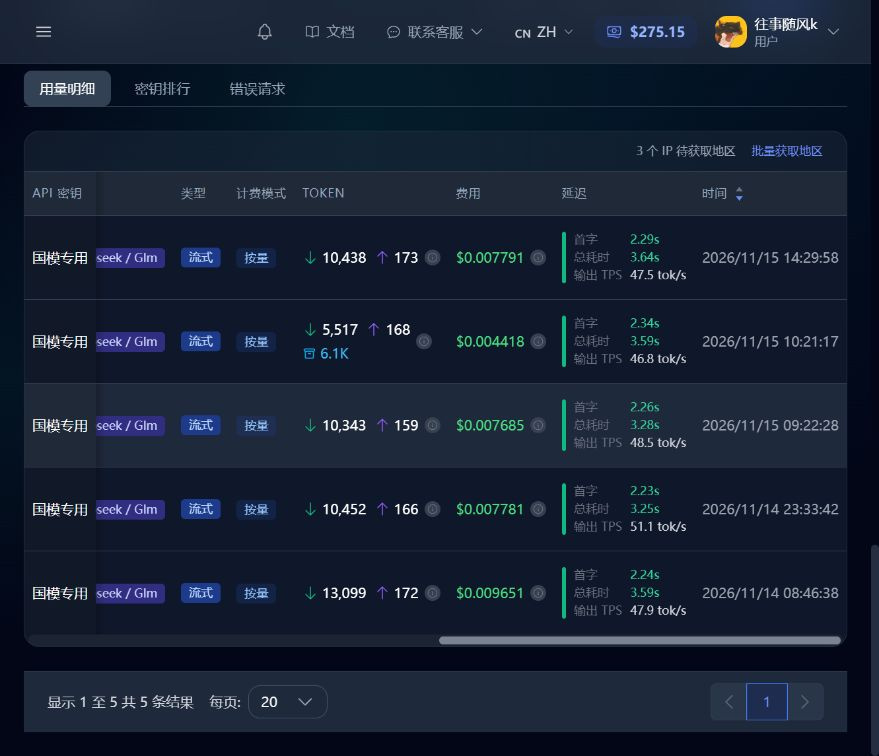 文档 联系客服 CN ZH $275.15 往事随风k
用户
用量明细 密钥排行 错误请求
3 个 IP 待获取地区 批量获取地区
API 密钥 类型 计费模式 TOKEN 费用 延迟 时间
国模专用 seek / Glm 流式 按量 ↓ 10,438 ↑ 173 $0.007791 首字 2.29s 总耗时 3.64s 输出 TPS 47.5 tok/s 2026/11/15 14:29:58
国模专用 seek / Glm 流式 按量 ↓ 5,517 ↑ 168 6.1K $0.004418 首字 2.34s 总耗时 3.59s 输出 TPS 46.8 tok/s 2026/11/15 10:21:17
国模专用 seek / Glm 流式 按量 ↓ 10,343 ↑ 159 $0.007685 首字 2.26s 总耗时 3.28s 输出 TPS 48.5 tok/s 2026/11/15 09:22:28
国模专用 seek / Glm 流式 按量 ↓ 10,452 ↑ 166 $0.007781 首字 2.23s 总耗时 3.25s 输出 TPS 51.1 tok/s 2026/11/14 23:33:42
国模专用 seek / Glm 流式 按量 ↓ 13,099 ↑ 172 $0.009651 首字 2.24s 总耗时 3.59s 输出 TPS 47.9 tok/s 2026/11/14 08:46:38
显示 1 至 5 共 5 条结果 每页: 20 1